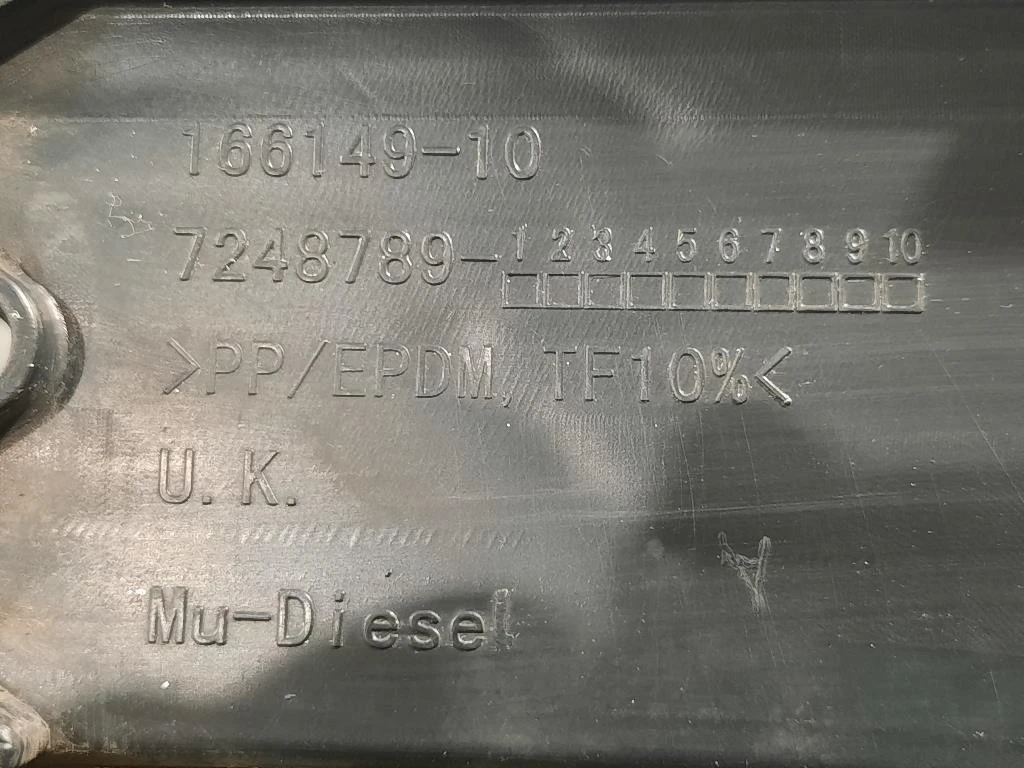 166149-10
7248789- 1 2 3 4 5 6 7 8 9 10
>PP/EPDM, TF10%<
U.K.
Mu-Diesel